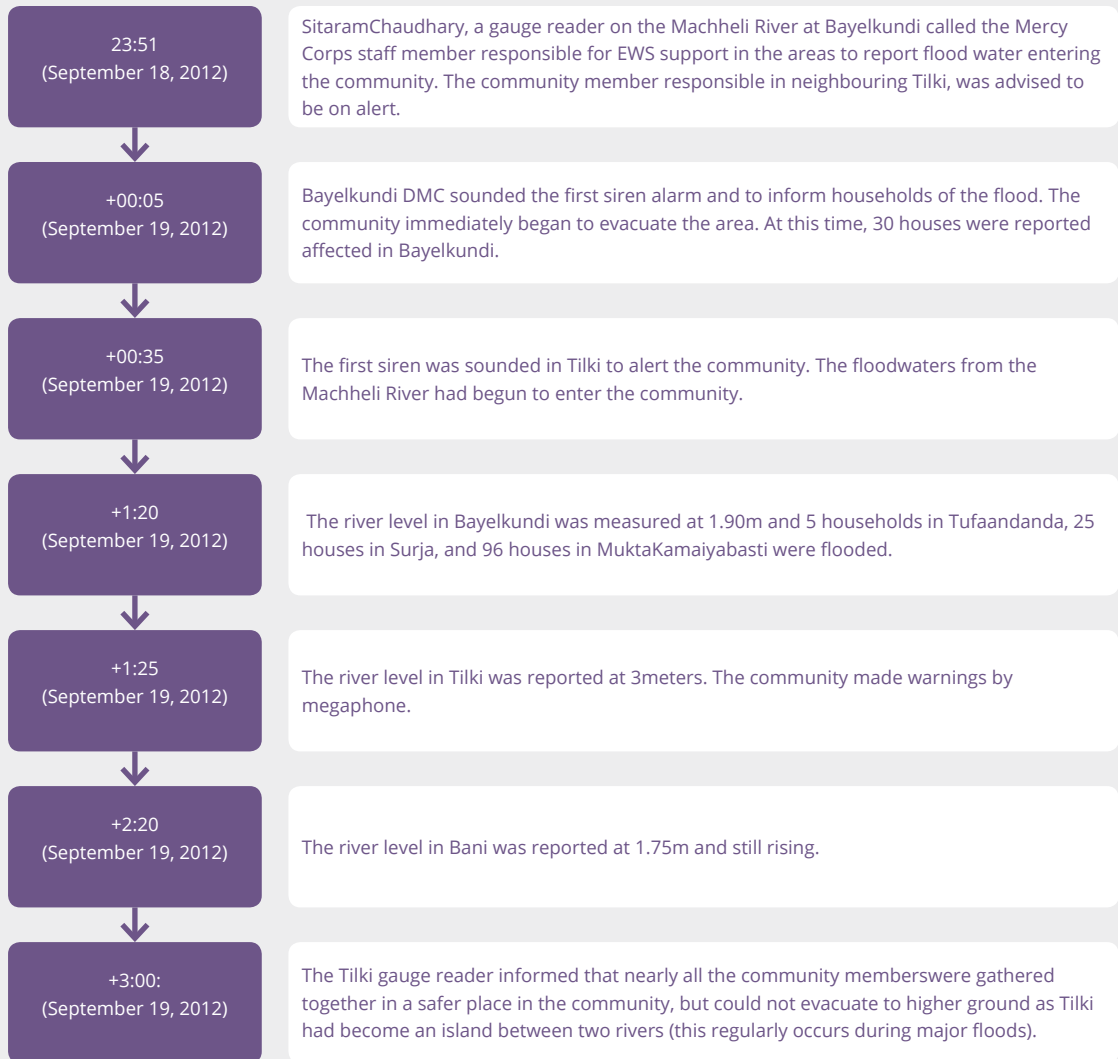 23:51
(September 18, 2012)
SitaramChaudhary, a gauge reader on the Machheli River at Bayelkundi called the Mercy
Corps staff member responsible for EWS support in the areas to report flood water entering
the community. The community member responsible in neighbouring Tilki, was advised to
be on alert.
+00:05
(September 19, 2012)
Bayelkundi DMC sounded the first siren alarm and to inform households of the flood. The
community immediately began to evacuate the area. At this time, 30 houses were reported
affected in Bayelkundi.
+00:35
(September 19, 2012)
The first siren was sounded in Tilki to alert the community. The floodwaters from the
Machheli River had begun to enter the community.
+1:20
(September 19, 2012)
The river level in Bayelkundi was measured at 1.90m and 5 households in Tufaandanda, 25
houses in Surja, and 96 houses in MuktaKamaiyabasti were flooded.
+1:25
(September 19, 2012)
The river level in Tilki was reported at 3meters. The community made warnings by
megaphone.
+2:20
(September 19, 2012)
The river level in Bani was reported at 1.75m and still rising.
+3:00:
(September 19, 2012)
The Tilki gauge reader informed that nearly all the community memberswere gathered
together in a safer place in the community, but could not evacuate to higher ground as Tilki
had become an island between two rivers (this regularly occurs during major floods).